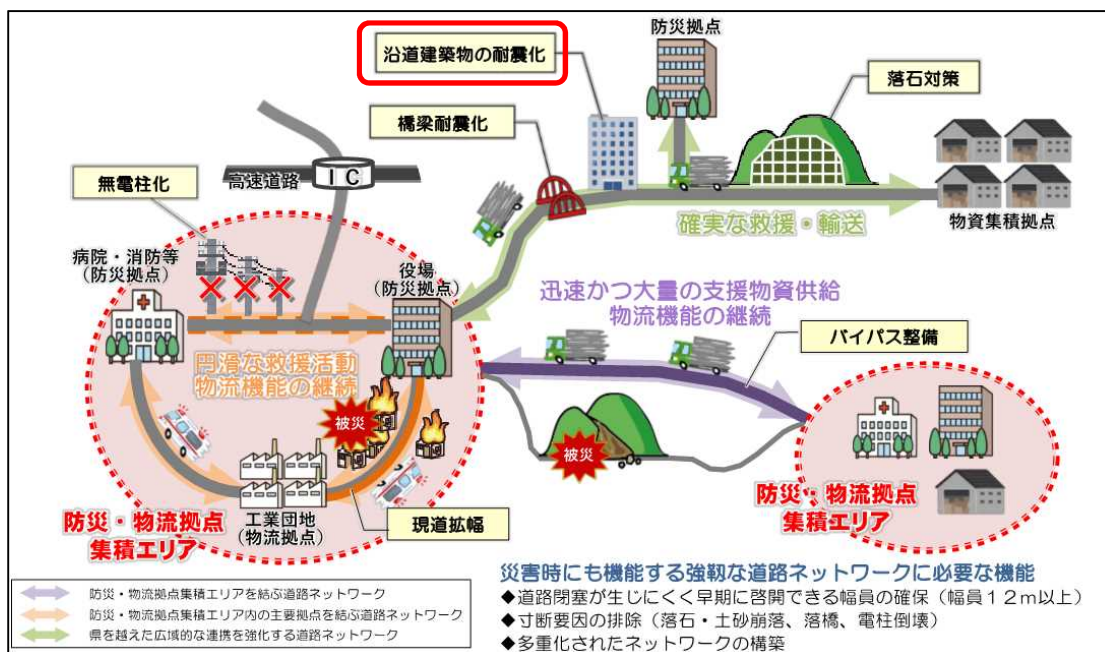 防災拠点
沿道建築物の耐震化
落石対策
橋梁耐震化
高速道路
IC
無電柱化
物資集積拠点
確実な救援・輸送
病院・消防等
(防災拠点)
役場
(防災拠点)
迅速かつ大量の支援物資供給
物流機能の継続
バイパス整備
円滑な救援活動
物流機能の継続
被災
被災
工業団地
(物流拠点)
現道拡幅
防災・物流拠点
集積エリア
防災・物流拠点
集積エリア
防災・物流拠点集積エリアを結ぶ道路ネットワーク
防災・物流拠点集積エリア内の主要拠点を結ぶ道路ネットワーク
県を越えた広域的な連携を強化する道路ネットワーク
災害時にも機能する強靱な道路ネットワークに必要な機能
◆道路閉塞が生じにくく早期に啓開できる幅員の確保(幅員12m以上)
◆寸断要因の排除(落石・土砂崩落、落橋、電柱倒壊)
◆多重化されたネットワークの構築